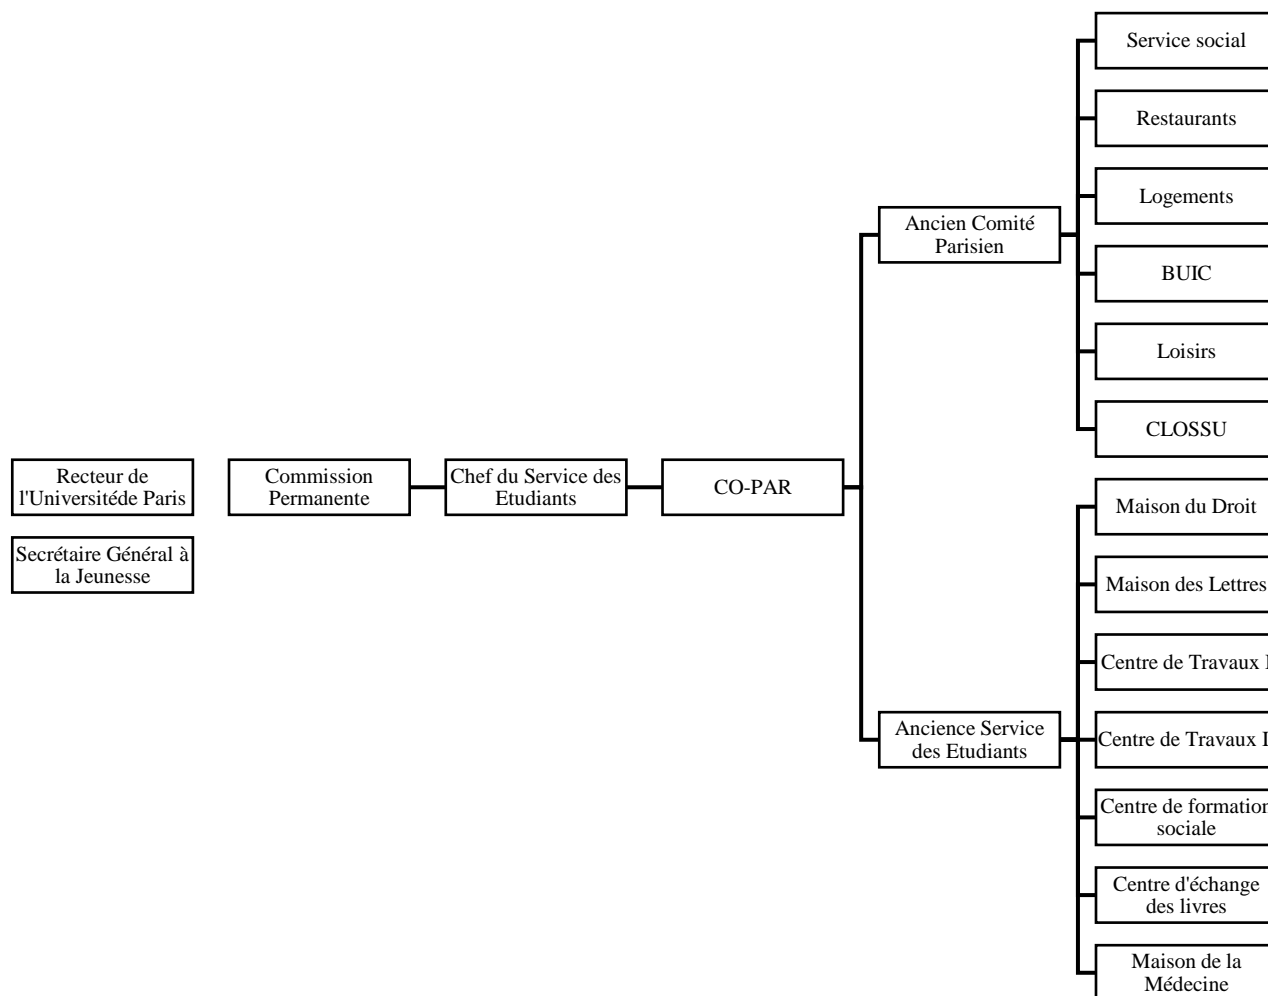 Service social
Restaurants
Logements
Ancien Comité
Parisien
BUIC
Loisirs
CLOSSU
Recteur de
l'Universitéde Paris
Commission
Permanente
Chef du Service des
Etudiants
CO-PAR
Secrétaire Général à
la Jeunesse
Maison du Droit
Maison des Lettres
Centre de Travaux I
Ancience Service
des Etudiants
Centre de Travaux I
Centre de formation
sociale
Centre d'échange
des livres
Maison de la
Médecine